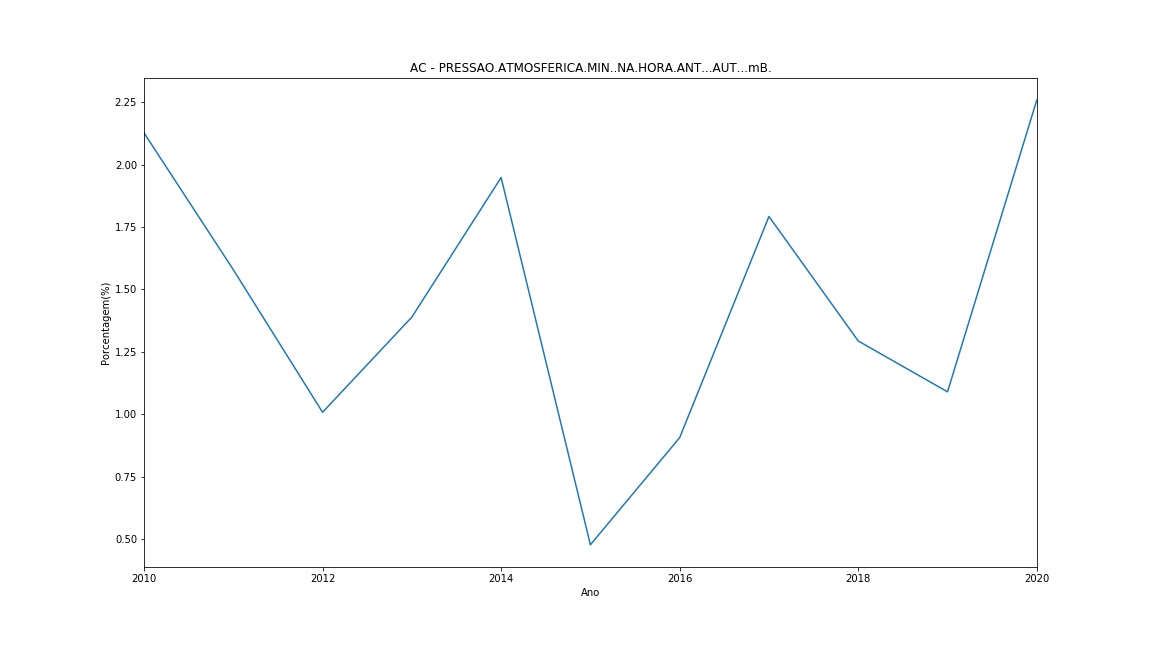 AC - PRESSAO.ATMOSFERICA.MIN..NA.HORA.ANT...AUT...mB.
2.25
2.00
1.75
1.50
1.25
1.00
0.75
0.50
Porcentagem(%)
2010 2012 2014 2016 2018 2020
Ano